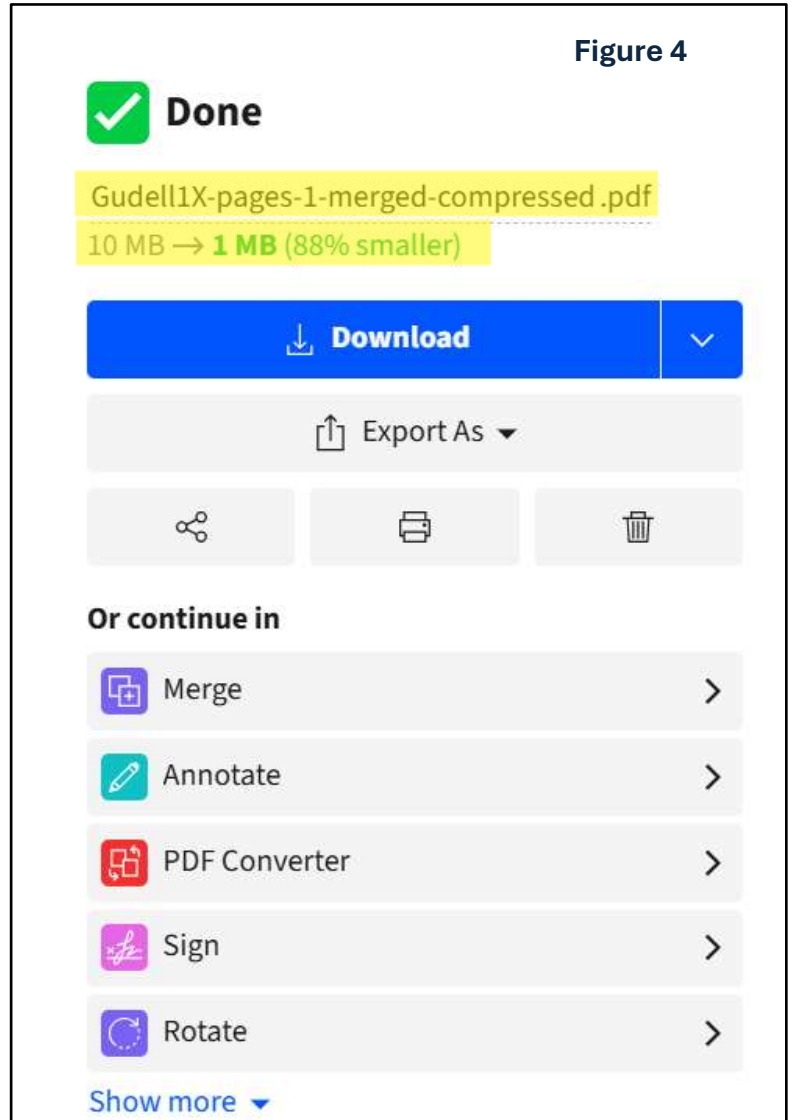 Figure 4
Done
Gudell1X-pages-1-merged-compressed .pdf
10 MB → 1 MB (88% smaller)
Download
Export As
Or continue in
Merge
Annotate
PDF Converter
Sign
Rotate
Show more